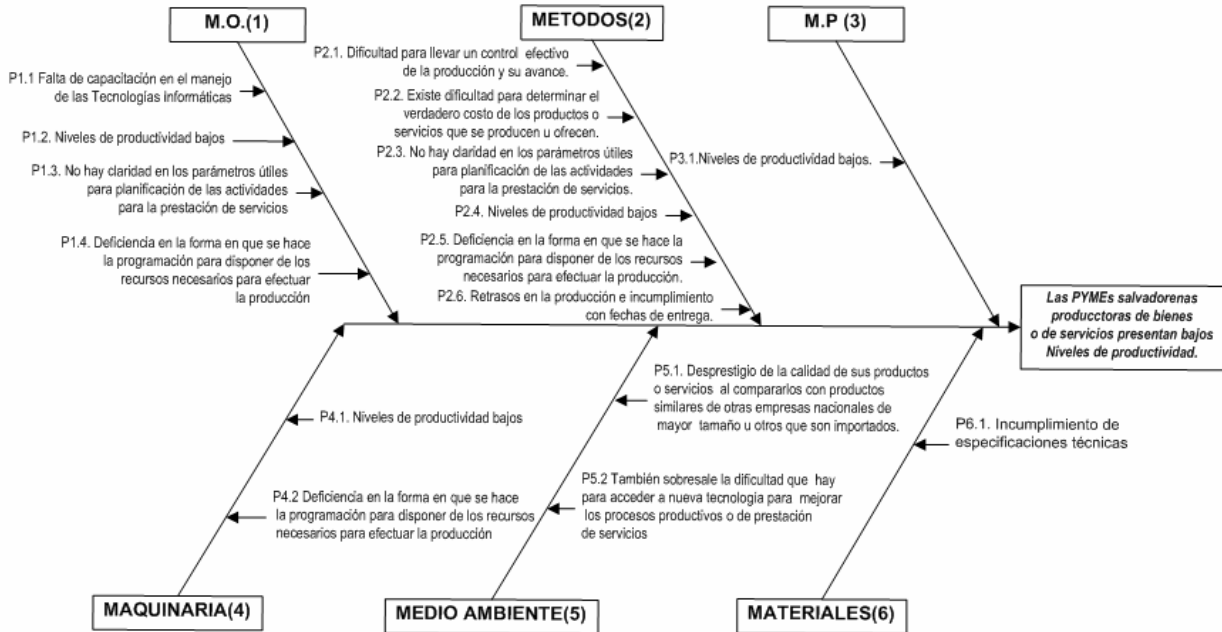 M.O.(1)
METODOS(2)
M.P (3)
P1.1 Falta de capacitación en el manejo
de las Tecnologías Informáticas
P1.2. Niveles de productividad bajos
P1.3. No hay claridad en los parámetros útiles
para planificación de las actividades
para la prestación de servicios
P1.4. Deficiencia en la forma en que se hace
la programación para disponer de los
recursos necesarios para efectuar
la producción
P2.1. Dificultad para llevar un control efectivo
de la producción y su avance.
P2.2. Existe dificultad para determinar el
verdadero costo de los productos o
servicios que se producen u ofrecen.
P2.3. No hay claridad en los parámetros útiles
para planificación de las actividades
para la prestación de servicios.
P2.4. Niveles de productividad bajos
P2.5. Deficiencia en la forma en que se hace la
programación para disponer de los recursos
necesarios para efectuar la producción.
P2.6. Retrasos en la producción e incumplimiento
con fechas de entrega.
P3.1.Niveles de productividad bajos.
Las PYMEs salvadorenas
producctoras de bienes
o de servicios presentan bajos
Niveles de productividad.
P4.1. Niveles de productividad bajos
P4.2 Deficiencia en la forma en que se hace
la programación para disponer de los recursos
necesarios para efectuar la producción
P5.1. Desprestigio de la calidad de sus productos
o servicios al compararlos con productos
similares de otras empresas nacionales de
mayor tamaño u otros que son importados.
P5.2 También sobresale la dificultad que hay
para acceder a nueva tecnología para mejorar
los procesos productivos o de prestación
de servicios
P6.1. Incumplimiento de
especificaciones técnicas
MAQUINARIA(4)
MEDIO AMBIENTE(5)
MATERIALES(6)